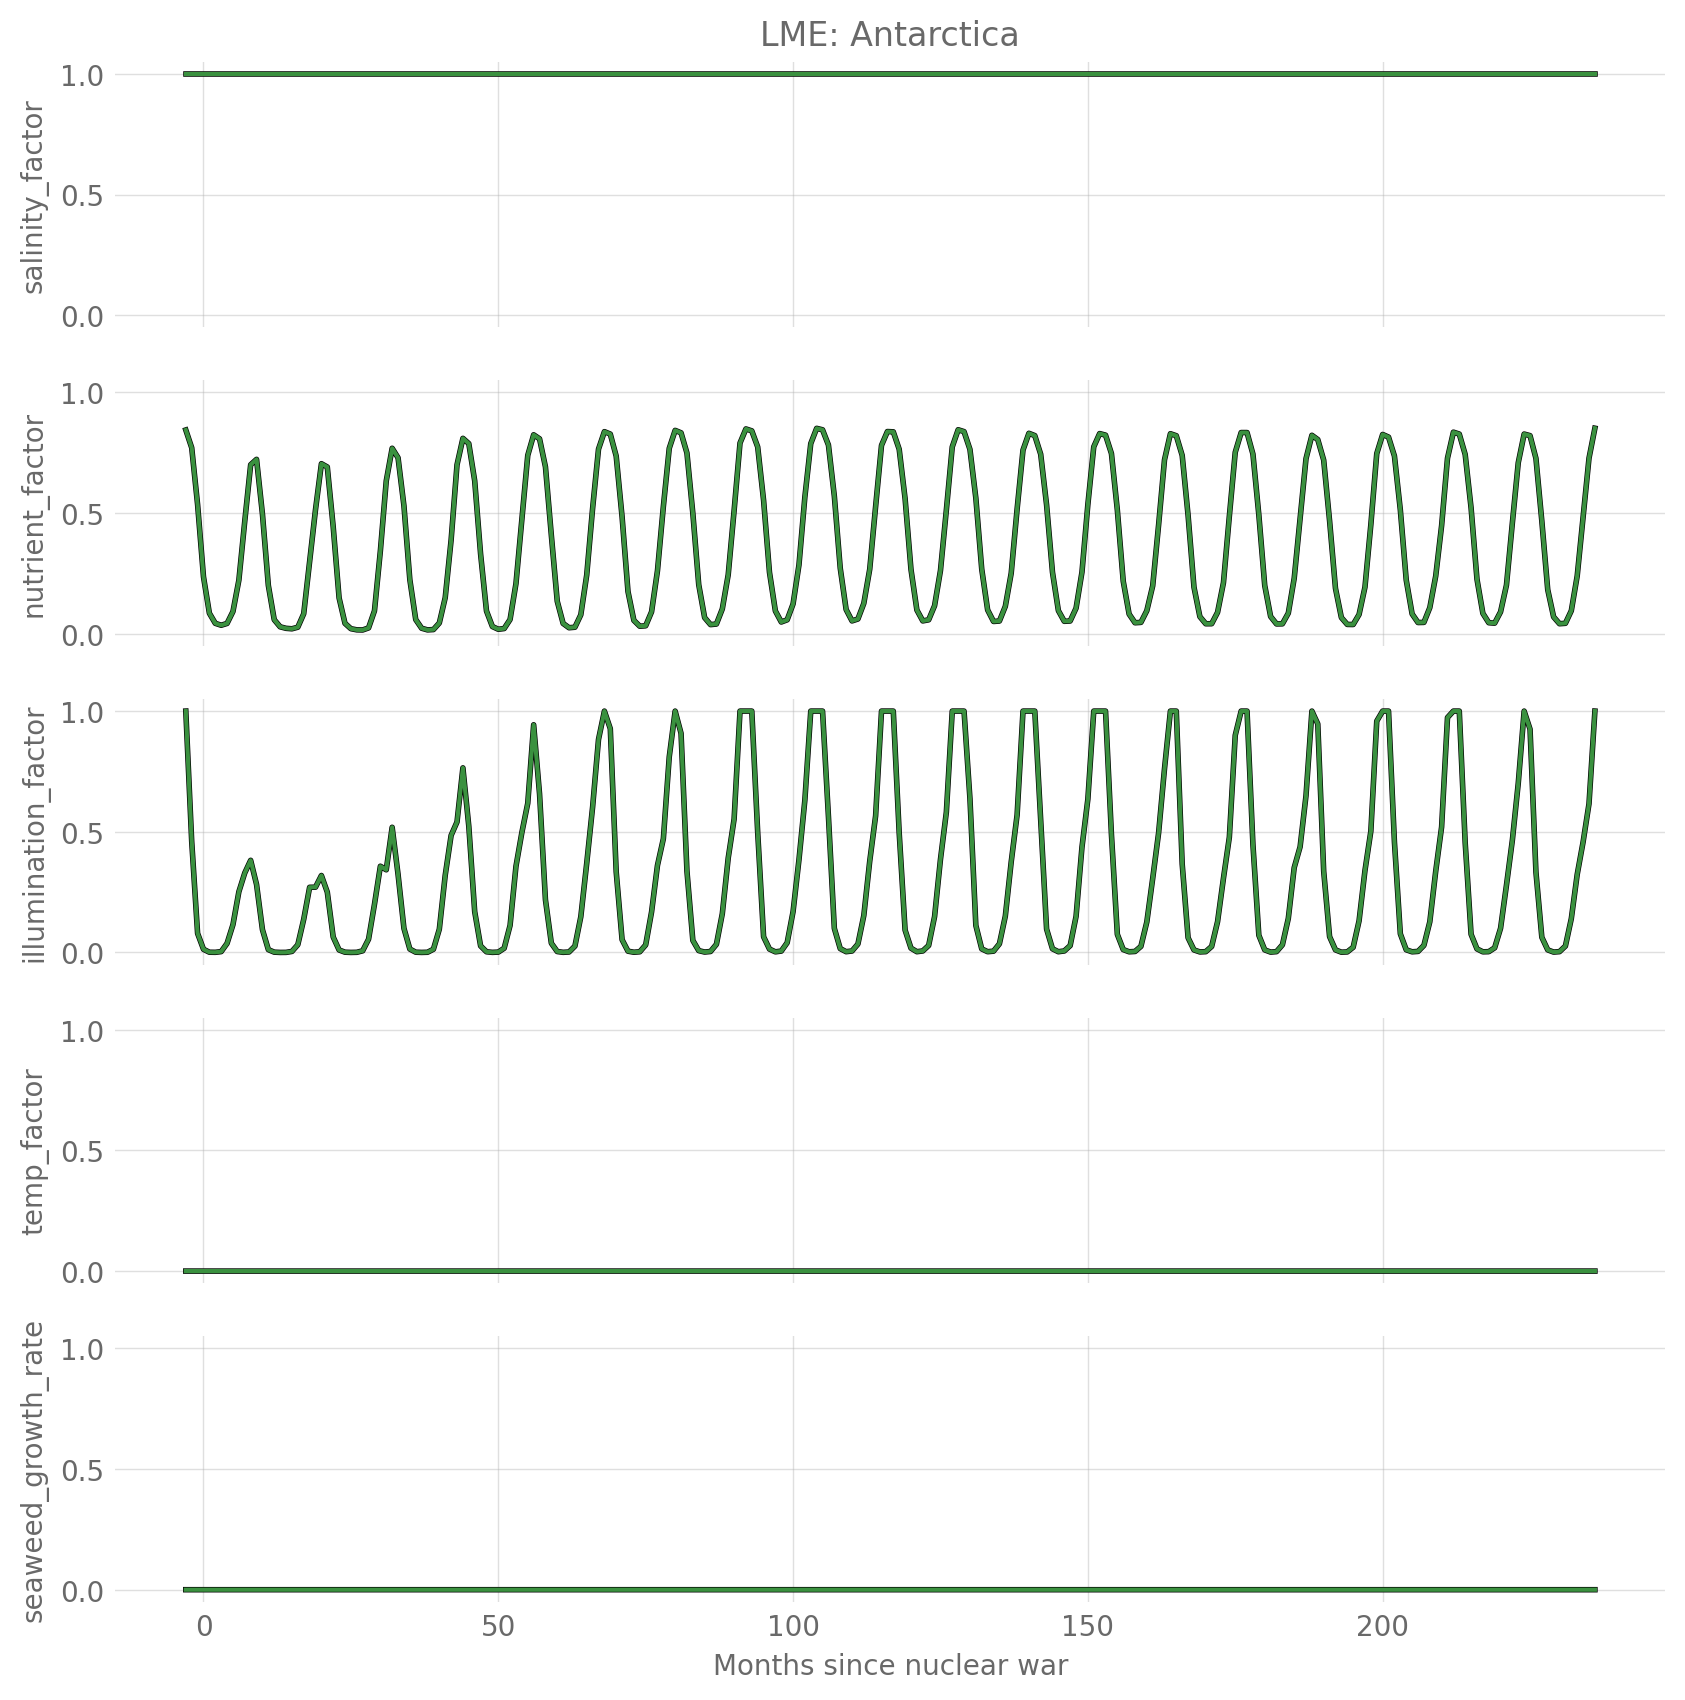 LME: Antarctica
salinity_factor
1.0
0.5
0.0
nutrient_factor
1.0
0.5
0.0
illumination_factor
1.0
0.5
0.0
temp_factor
1.0
0.5
0.0
seaweed_growth_rate
1.0
0.5
0.0
0 50 100 150 200
Months since nuclear war